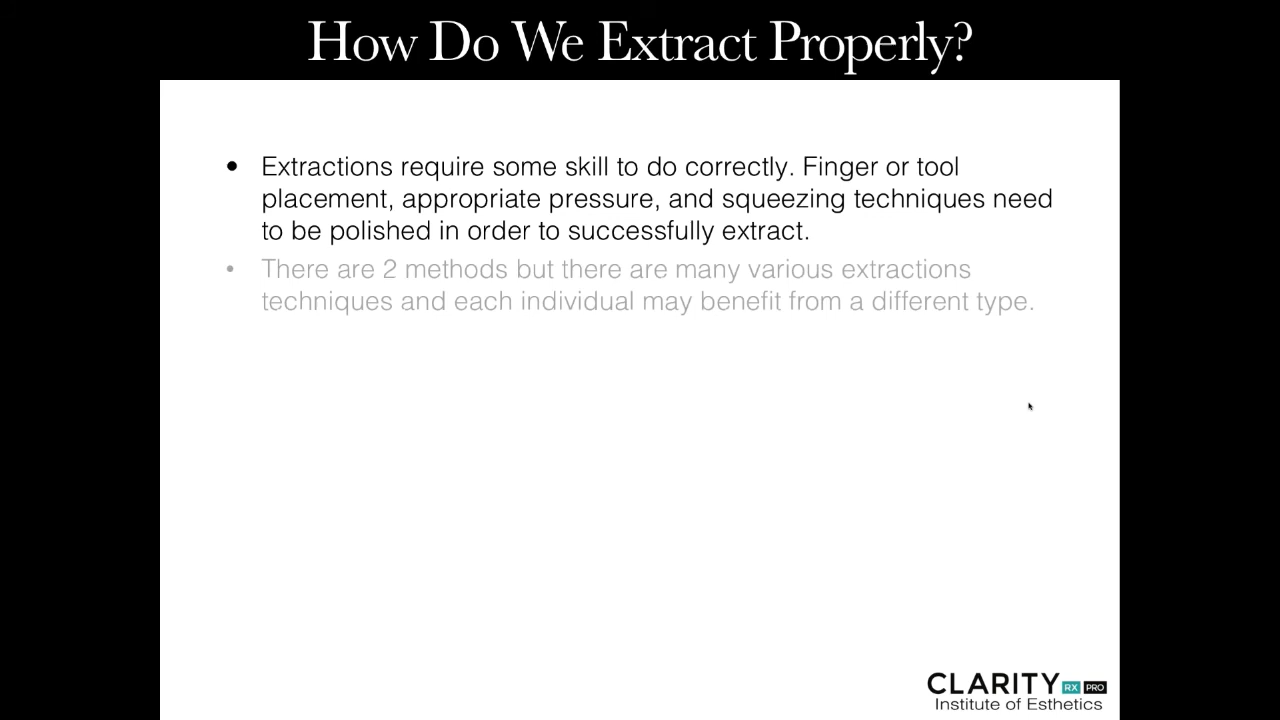 How Do We Extract Properly?
• Extractions require some skill to do correctly. Finger or tool
placement, appropriate pressure, and squeezing techniques need
to be polished in order to successfully extract.
• There are 2 methods but there are many various extractions
techniques and each individual may benefit from a different type.
CLARITY RX PRO
Institute of Esthetics